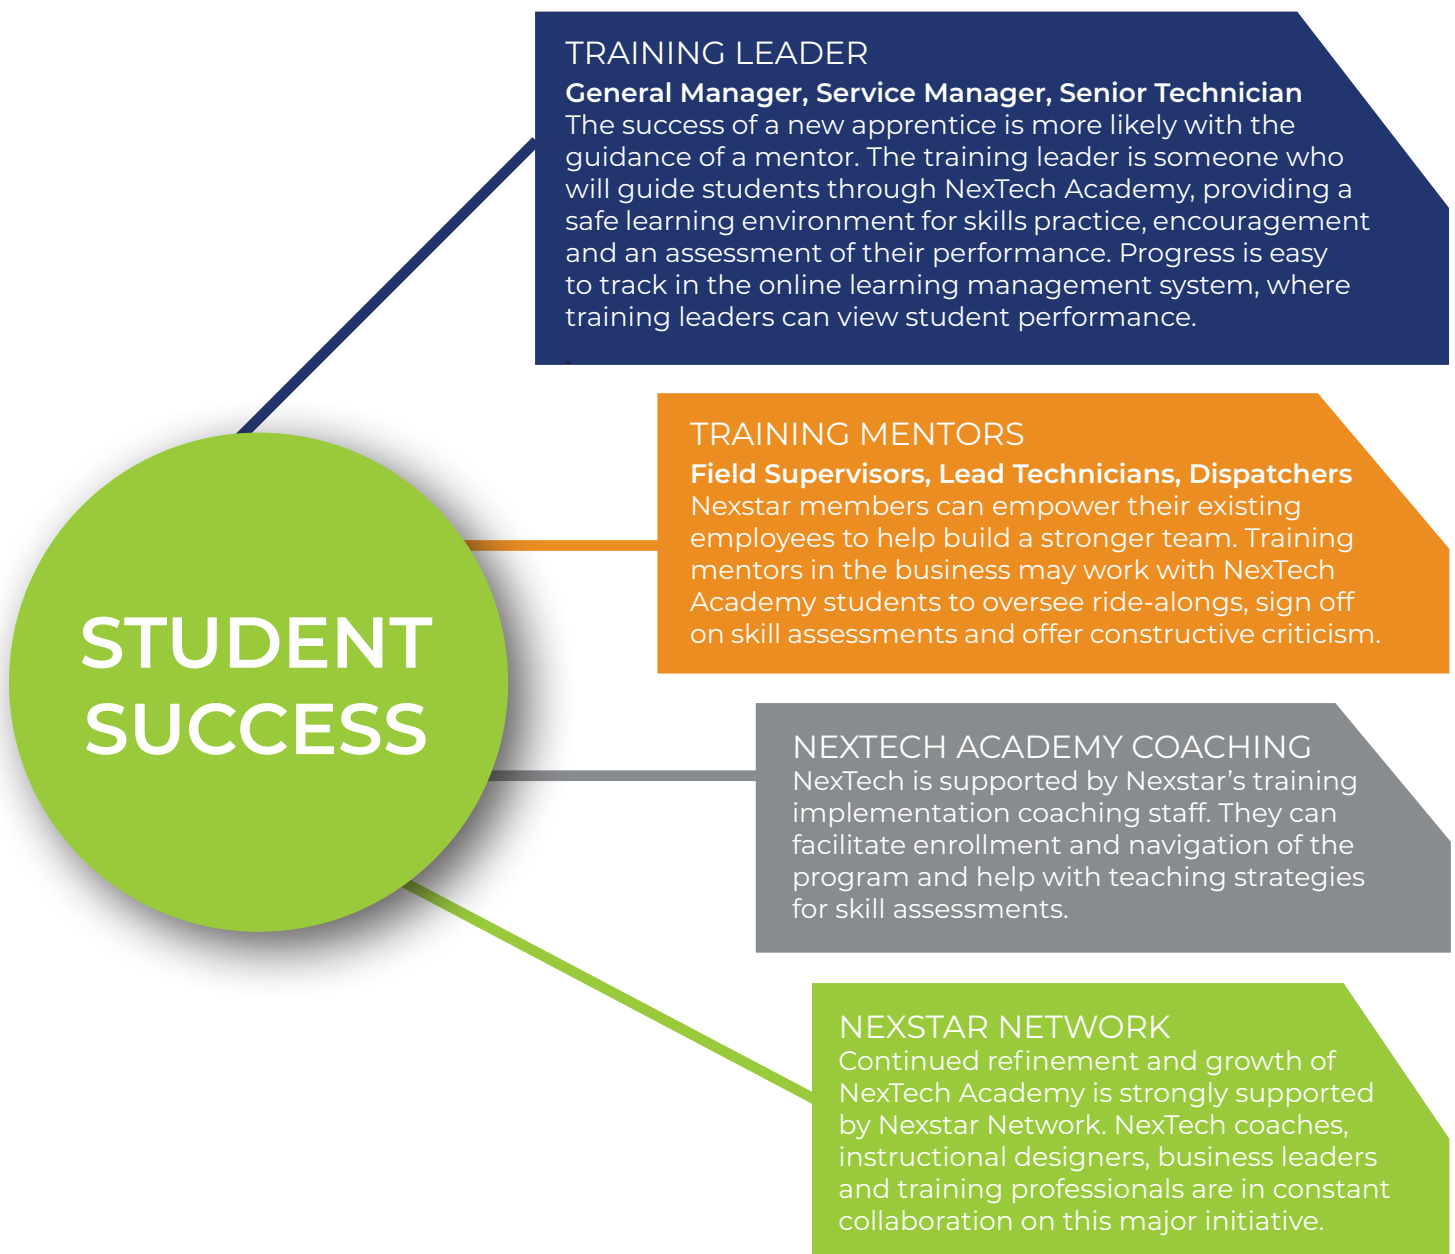 TRAINING LEADER
General Manager, Service Manager, Senior Technician
The success of a new apprentice is more likely with the
guidance of a mentor. The training leader is someone who
will guide students through NexTech Academy, providing a
safe learning environment for skills practice, encouragement
and an assessment of their performance. Progress is easy
to track in the online learning management system, where
training leaders can view student performance.
.
TRAINING MENTORS
Field Supervisors, Lead Technicians, Dispatchers
Nexstar members can empower their existing
employees to help build a stronger team. Training
mentors in the business may work with NexTech
Academy students to oversee ride-alongs, sign off
on skill assessments and offer constructive criticism.
STUDENT
SUCCESS
NEXTECH ACADEMY COACHING
NexTech is supported by Nexstar’s training
implementation coaching staff. They can
facilitate enrollment and navigation of the
program and help with teaching strategies
for skill assessments.
NEXSTAR NETWORK
Continued refinement and growth of
NexTech Academy is strongly supported
by Nexstar Network. NexTech coaches,
instructional designers, business leaders
and training professionals are in constant
collaboration on this major initiative.